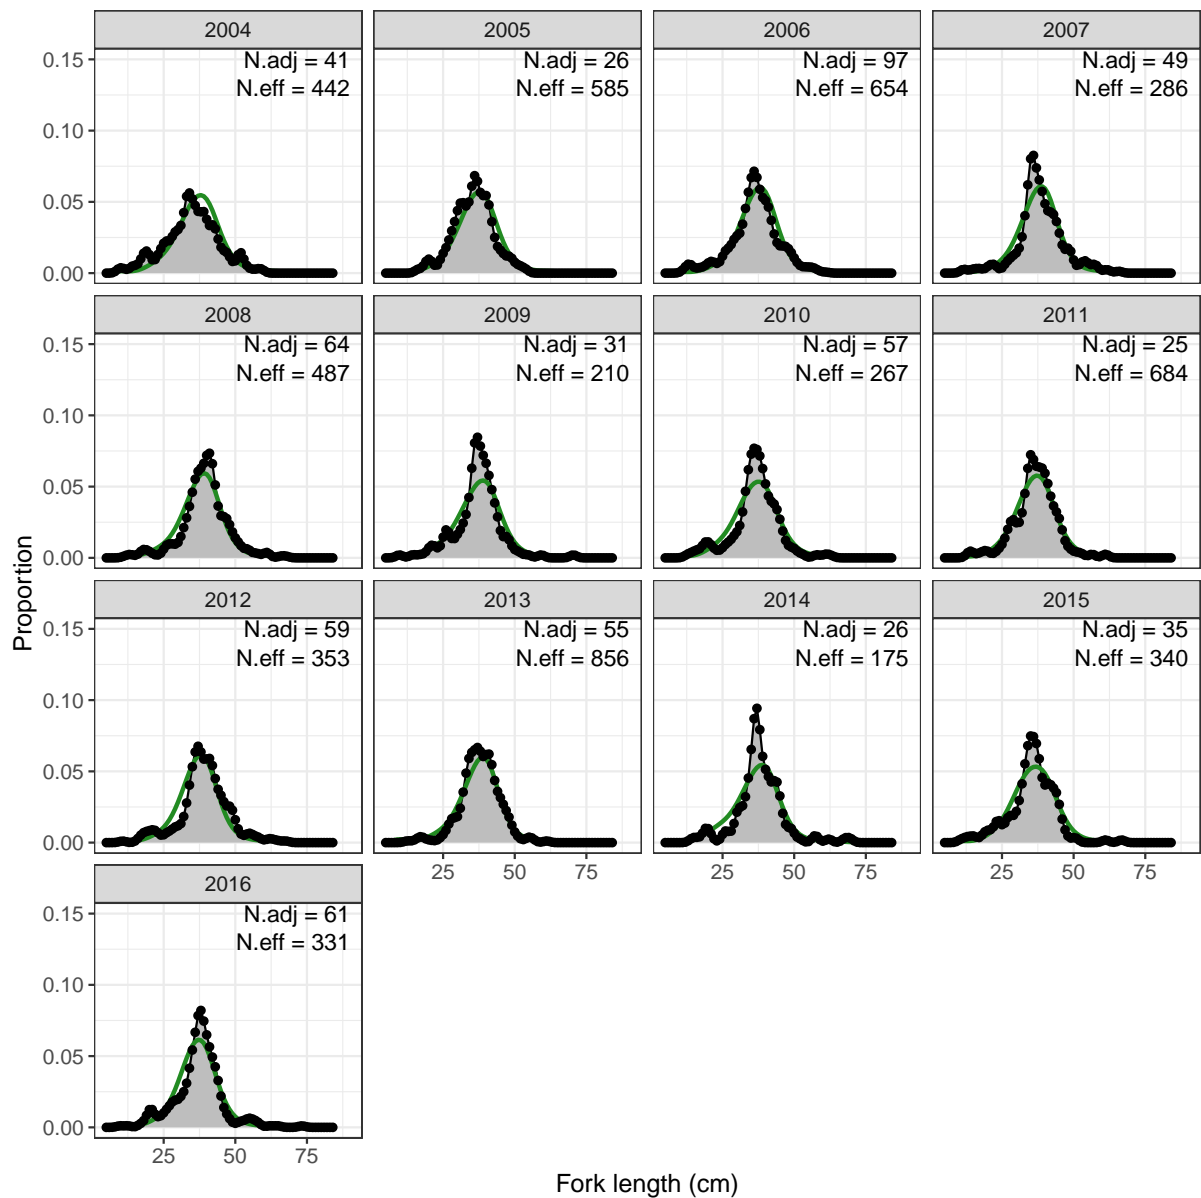 2004
2005
2006
2007
N.adj = 41
N.eff = 442
N.adj = 26
N.eff = 585
N.adj = 97
N.eff = 654
N.adj = 49
N.eff = 286
0.15
0.10
0.05
0.00
2008
2009
2010
2011
N.adj = 64
N.eff = 487
N.adj = 31
N.eff = 210
N.adj = 57
N.eff = 267
N.adj = 25
N.eff = 684
0.15
0.10
0.05
0.00
Proportion
2012
2013
2014
2015
N.adj = 59
N.eff = 353
N.adj = 55
N.eff = 856
N.adj = 26
N.eff = 175
N.adj = 35
N.eff = 340
0.15
0.10
0.05
0.00
25 50 75
25 50 75
25 50 75
2016
N.adj = 61
N.eff = 331
0.15
0.10
0.05
0.00
25 50 75
Fork length (cm)